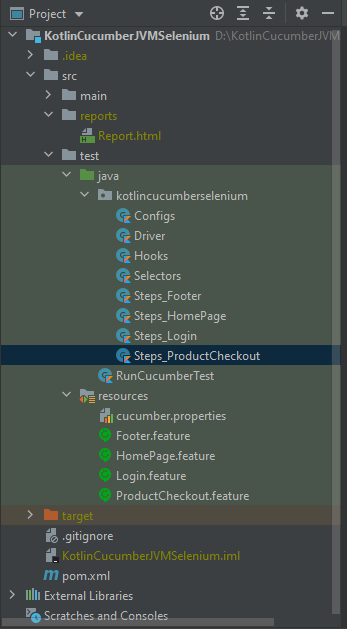 Project
KotlinCucumberJVMSelenium D:\KotlinCucumberJVM
.idea
src
main
reports
Report.html
test
java
kotlincucumberselenium
Configs
Driver
Hooks
Selectors
Steps_Footer
Steps_HomePage
Steps_Login
Steps_ProductCheckout
RunCucumberTest
resources
cucumber.properties
Footer.feature
HomePage.feature
Login.feature
ProductCheckout.feature
target
.gitignore
KotlinCucumberJVMSelenium.iml
pom.xml
External Libraries
Scratches and Consoles